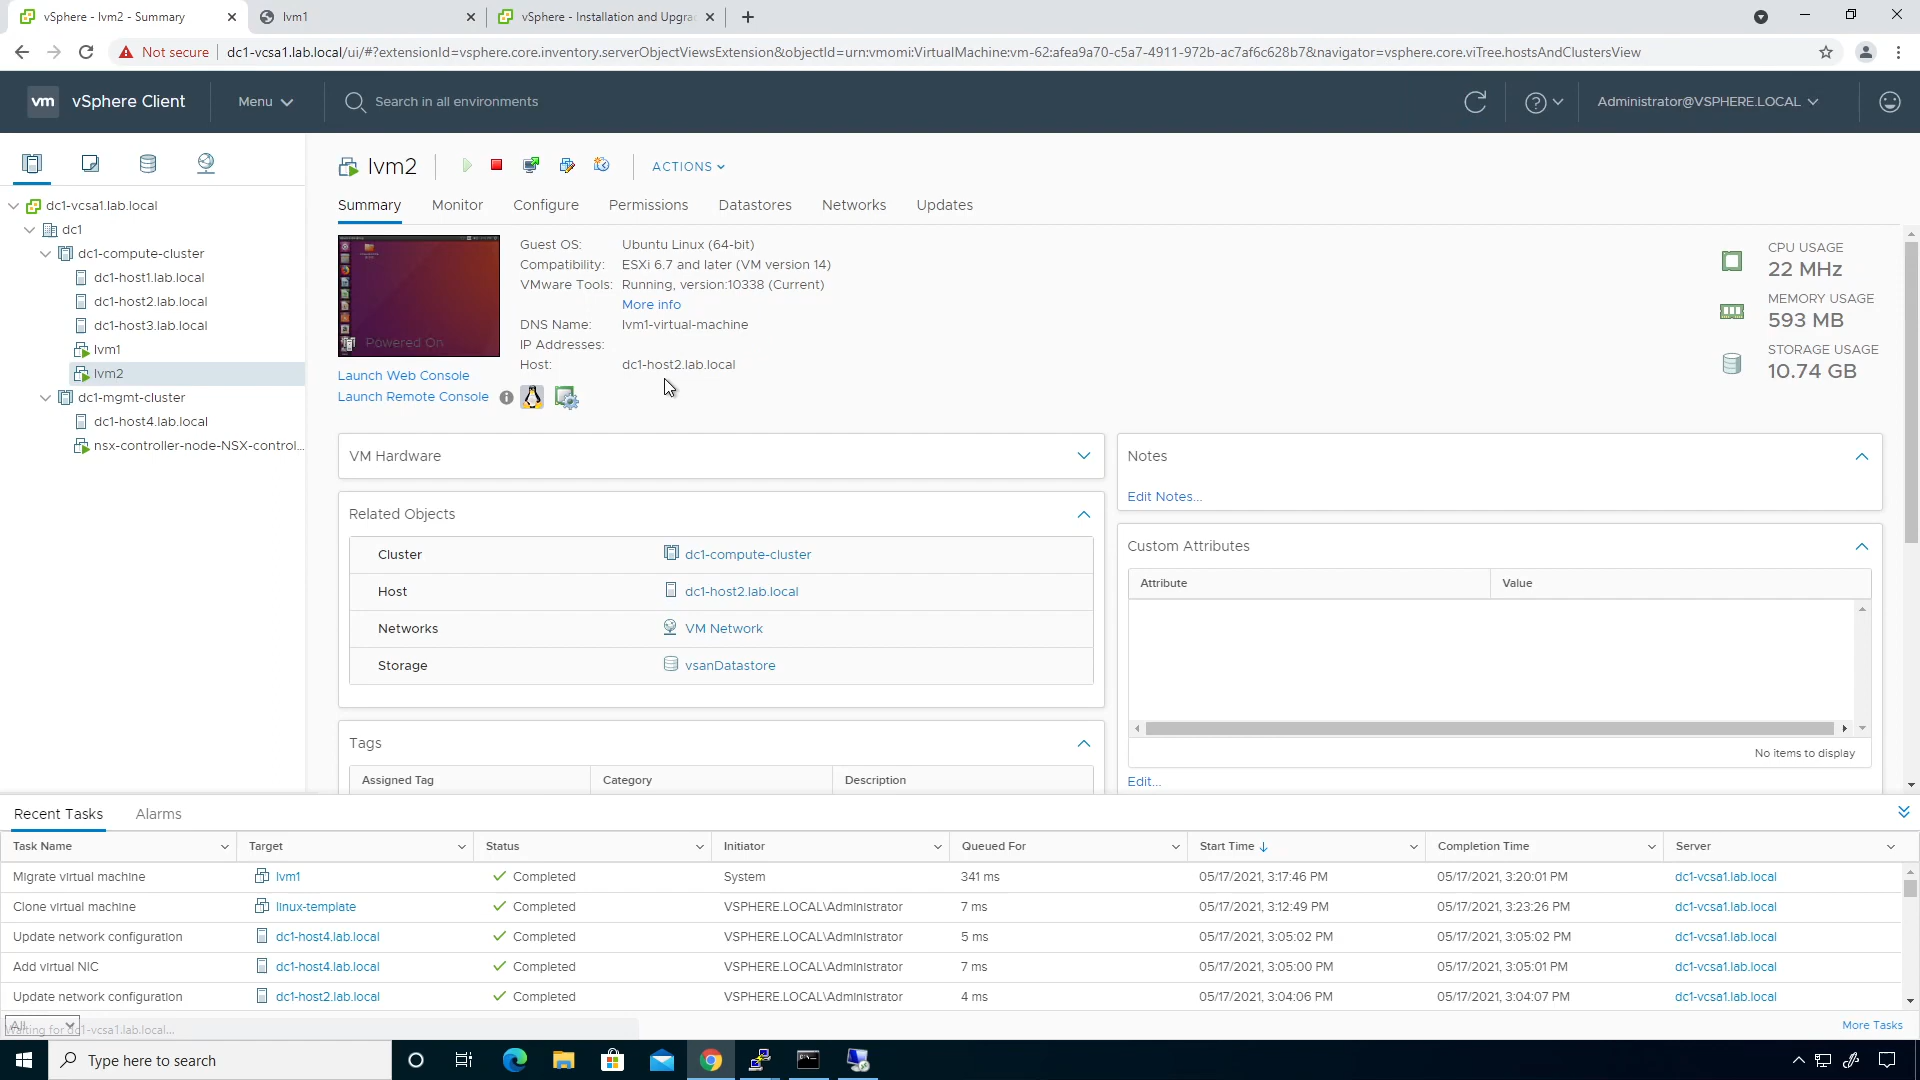 vSphere - lvm2 - Summary
lvm1
vSphere - Installation and Upgra
Not secure
dc1-vcsa1.lab.local/ui/#?extensionId=vsphere.core.inventory.serverObjectViewsExtension&objectId=urn:vmomi:VirtualMachine:vm-62:afea9a70-c5a7-4911-972b-ac7af6c628b7&navigator=vsphere.core.viTree.hostsAndClustersView
vm
vSphere Client
Menu
Search in all environments
Administrator@VSPHERE.LOCAL
dc1-vcsa1.lab.local
dc1
dc1-compute-cluster
dc1-host1.lab.local
dc1-host2.lab.local
dc1-host3.lab.local
lvm1
lvm2
dc1-mgmt-cluster
dc1-host4.lab.local
nsx-controller-node-NSX-control...
lvm2
ACTIONS
Summary
Monitor
Configure
Permissions
Datastores
Networks
Updates
Powered On
Launch Web Console
Launch Remote Console
Guest OS: Ubuntu Linux (64-bit)
Compatibility: ESXi 6.7 and later (VM version 14)
VMware Tools: Running, version:10338 (Current)
More info
DNS Name: lvm1-virtual-machine
IP Addresses:
Host: dc1-host2.lab.local
CPU USAGE
22 MHz
MEMORY USAGE
593 MB
STORAGE USAGE
10.74 GB
VM Hardware
Related Objects
Cluster dc1-compute-cluster
Host dc1-host2.lab.local
Networks VM Network
Storage vsanDatastore
Tags
Assigned Tag Category Description
Notes
Edit Notes...
Custom Attributes
Attribute Value
No items to display
Edit...
Recent Tasks
Alarms
Task Name Target Status Initiator Queued For Start Time Completion Time Server
Migrate virtual machine lvm1 Completed System 341 ms 05/17/2021, 3:17:46 PM 05/17/2021, 3:20:01 PM dc1-vcsa1.lab.local
Clone virtual machine linux-template Completed VSPHERE.LOCAL\Administrator 7 ms 05/17/2021, 3:12:49 PM 05/17/2021, 3:23:26 PM dc1-vcsa1.lab.local
Update network configuration dc1-host4.lab.local Completed VSPHERE.LOCAL\Administrator 5 ms 05/17/2021, 3:05:02 PM 05/17/2021, 3:05:02 PM dc1-vcsa1.lab.local
Add virtual NIC dc1-host4.lab.local Completed VSPHERE.LOCAL\Administrator 7 ms 05/17/2021, 3:05:00 PM 05/17/2021, 3:05:01 PM dc1-vcsa1.lab.local
Update network configuration dc1-host2.lab.local Completed VSPHERE.LOCAL\Administrator 4 ms 05/17/2021, 3:04:06 PM 05/17/2021, 3:04:07 PM dc1-vcsa1.lab.local
All
Waiting for dc1-vcsa1.lab.local...
More Tasks
Type here to search